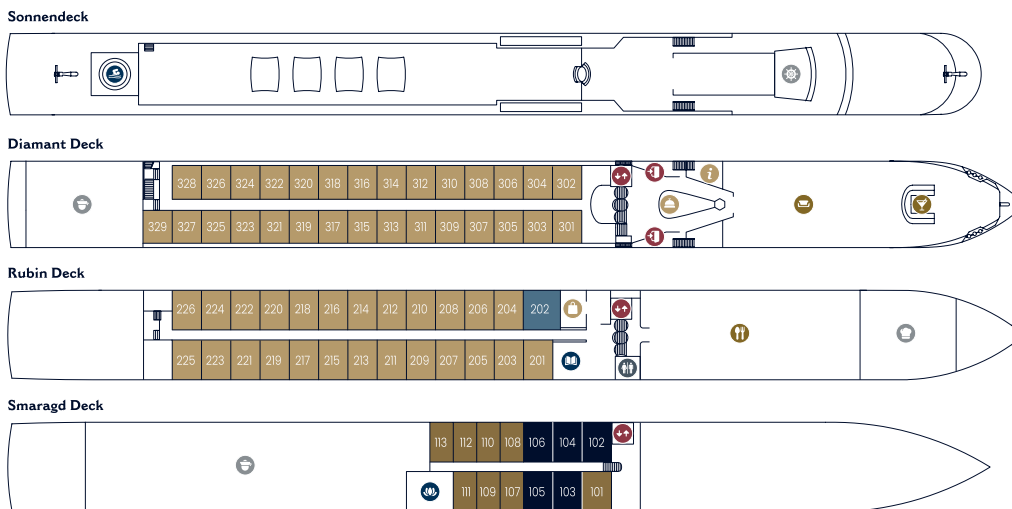 Sonnendeck
Diamant Deck
328 326 324 322 320 318 316 314 312 310 308 306 304 302
i
329 327 325 323 321 319 317 315 313 311 309 307 305 303 301
Rubin Deck
226 224 222 220 218 216 214 212 210 208 206 204 202
225 223 221 219 217 215 213 211 209 207 205 203 201
Smaragd Deck
113 112 110 108 106 104 102
111 109 107 105 103 101